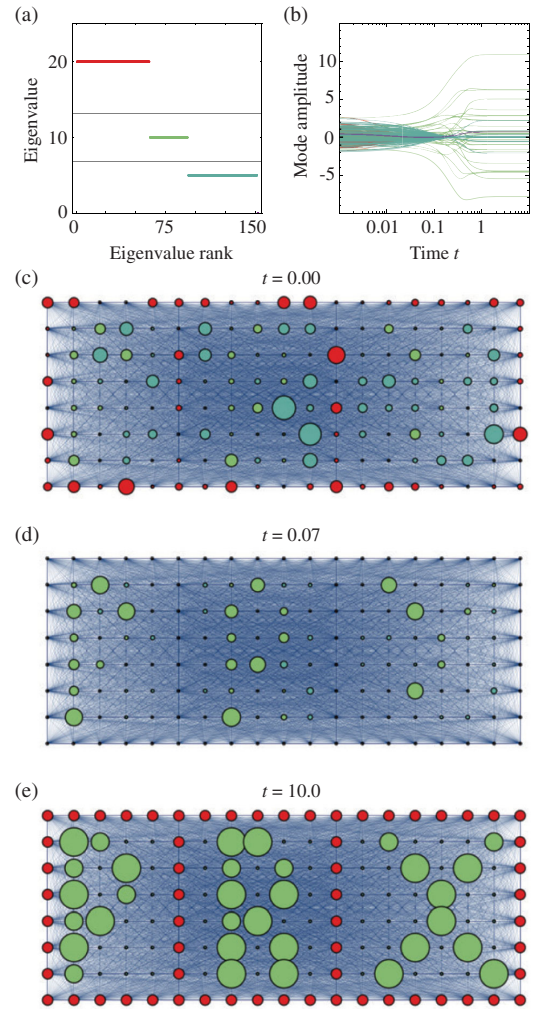 (a)
(b)
Eigenvalue
20
10
0
0
75
150
Eigenvalue rank
Mode amplitude
10
5
0
-5
0.01
0.1
1
Time t
(c)
t = 0.00
(d)
t = 0.07
(e)
t = 10.0
PRX